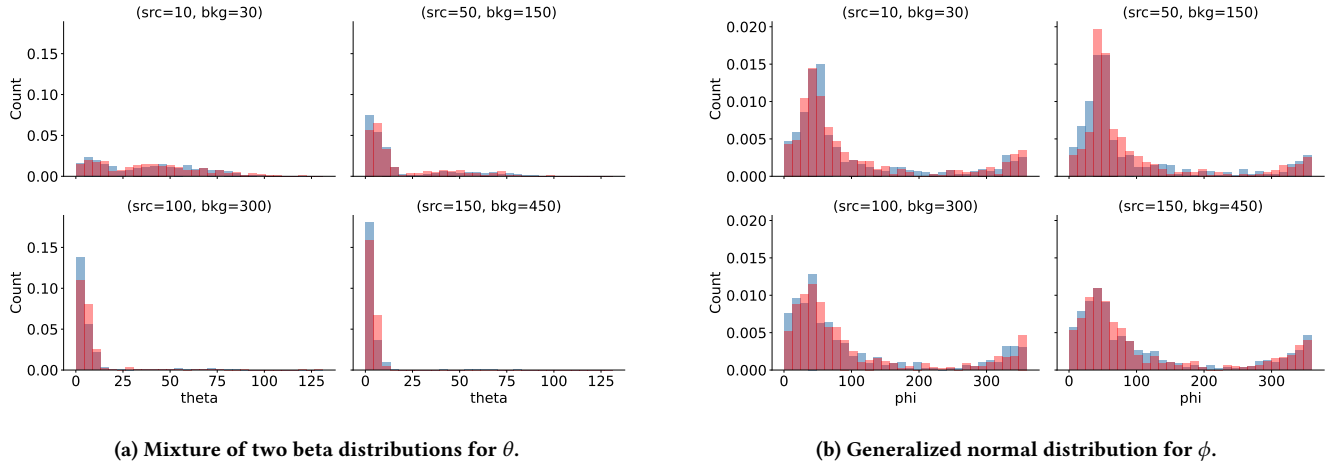 (src=10, bkg=30) (src=50, bkg=150)
0.15
0.10
0.05
0.00
Count
(src=100, bkg=300) (src=150, bkg=450)
0.15
0.10
0.05
0.00
Count
0 25 50 75 100 125 0 25 50 75 100 125
theta theta
(a) Mixture of two beta distributions for θ.
(src=10, bkg=30) (src=50, bkg=150)
0.020
0.015
0.010
0.005
0.000
Count
(src=100, bkg=300) (src=150, bkg=450)
0.020
0.015
0.010
0.005
0.000
Count
0 100 200 300 0 100 200 300
phi phi
(b) Generalized normal distribution for ϕ.